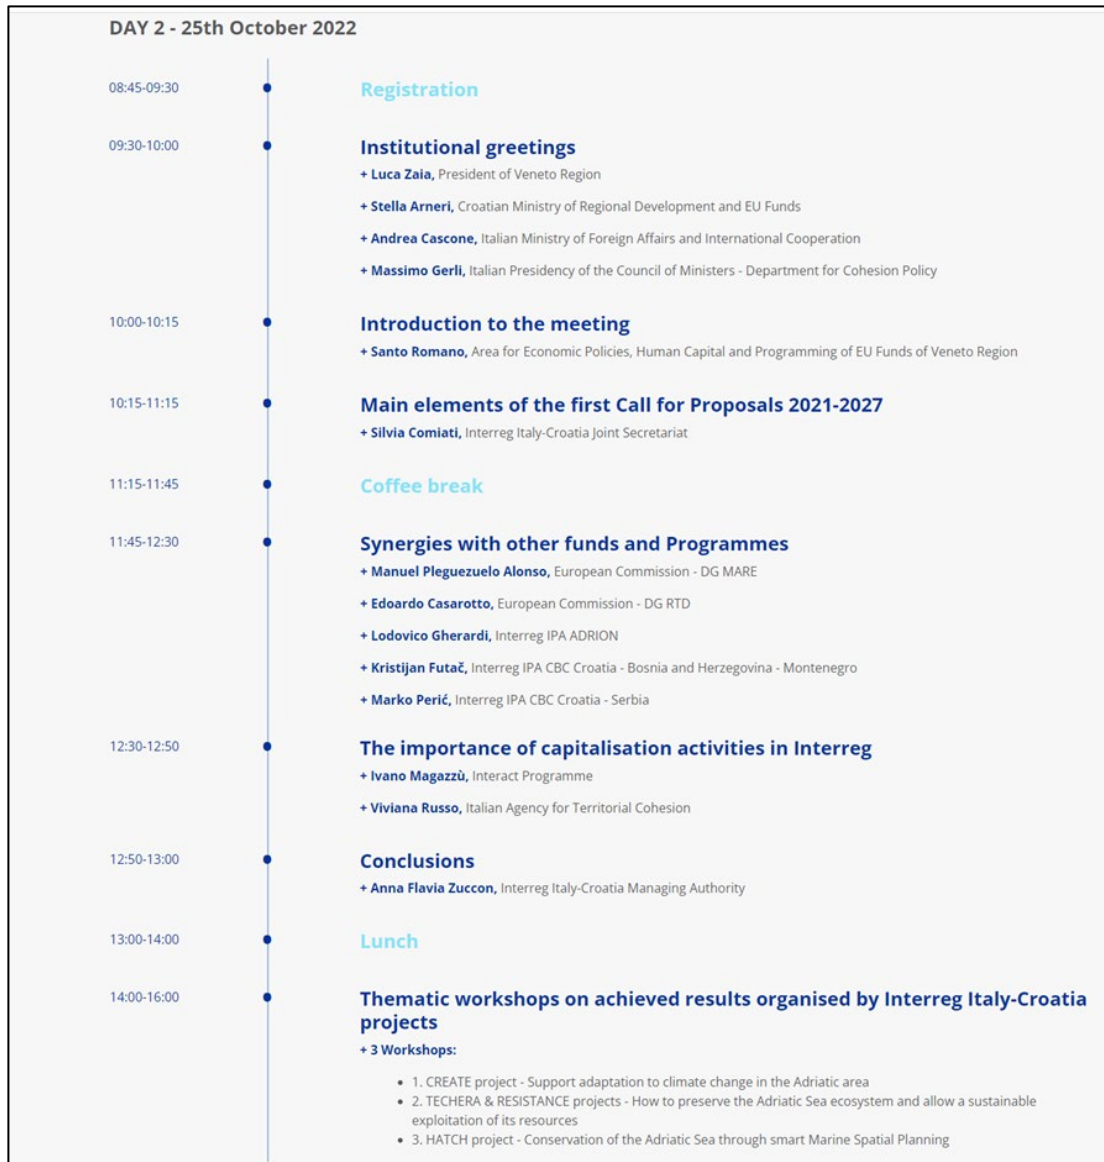 DAY 2 - 25th October 2022
08:45-09:30
Registration
09:30-10:00
Institutional greetings
+ Luca Zaia, President of Veneto Region
+ Stella Arneri, Croatian Ministry of Regional Development and EU Funds
+ Andrea Cascone, Italian Ministry of Foreign Affairs and International Cooperation
+ Massimo Gerli, Italian Presidency of the Council of Ministers - Department for Cohesion Policy
10:00-10:15
Introduction to the meeting
+ Santo Romano, Area for Economic Policies, Human Capital and Programming of EU Funds of Veneto Region
10:15-11:15
Main elements of the first Call for Proposals 2021-2027
+ Silvia Comiati, Interreg Italy-Croatia Joint Secretariat
11:15-11:45
Coffee break
11:45-12:30
Synergies with other funds and Programmes
+ Manuel Pleguezuelo Alonso, European Commission - DG MARE
+ Edoardo Casarotto, European Commission - DG RTD
+ Lodovico Gherardi, Interreg IPA ADRION
+ Kristijan Futač, Interreg IPA CBC Croatia - Bosnia and Herzegovina - Montenegro
+ Marko Perić, Interreg IPA CBC Croatia - Serbia
12:30-12:50
The importance of capitalisation activities in Interreg
+ Ivano Magazzù, Interact Programme
+ Viviana Russo, Italian Agency for Territorial Cohesion
12:50-13:00
Conclusions
+ Anna Flavia Zuccon, Interreg Italy-Croatia Managing Authority
13:00-14:00
Lunch
14:00-16:00
Thematic workshops on achieved results organised by Interreg Italy-Croatia
projects
+ 3 Workshops:
• 1. CREATE project - Support adaptation to climate change in the Adriatic area
• 2. TECHERA & RESISTANCE projects - How to preserve the Adriatic Sea ecosystem and allow a sustainable
exploitation of its resources
• 3. HATCH project - Conservation of the Adriatic Sea through smart Marine Spatial Planning